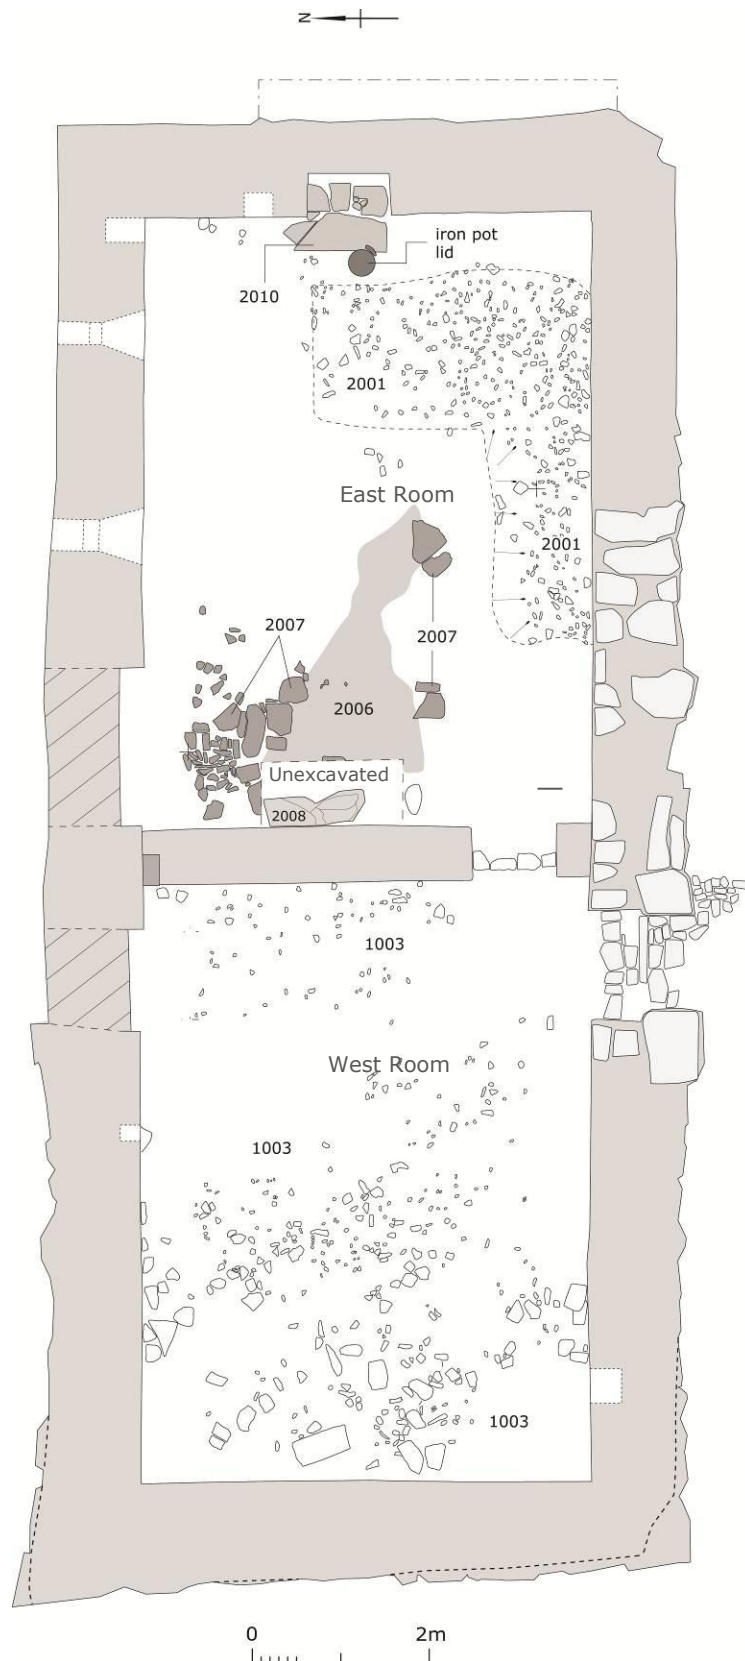 N
iron pot
lid
2010
2001
East Room
2001
2007
2007
2006
Unexcavated
2008
1003
West Room
1003
1003
0 2m